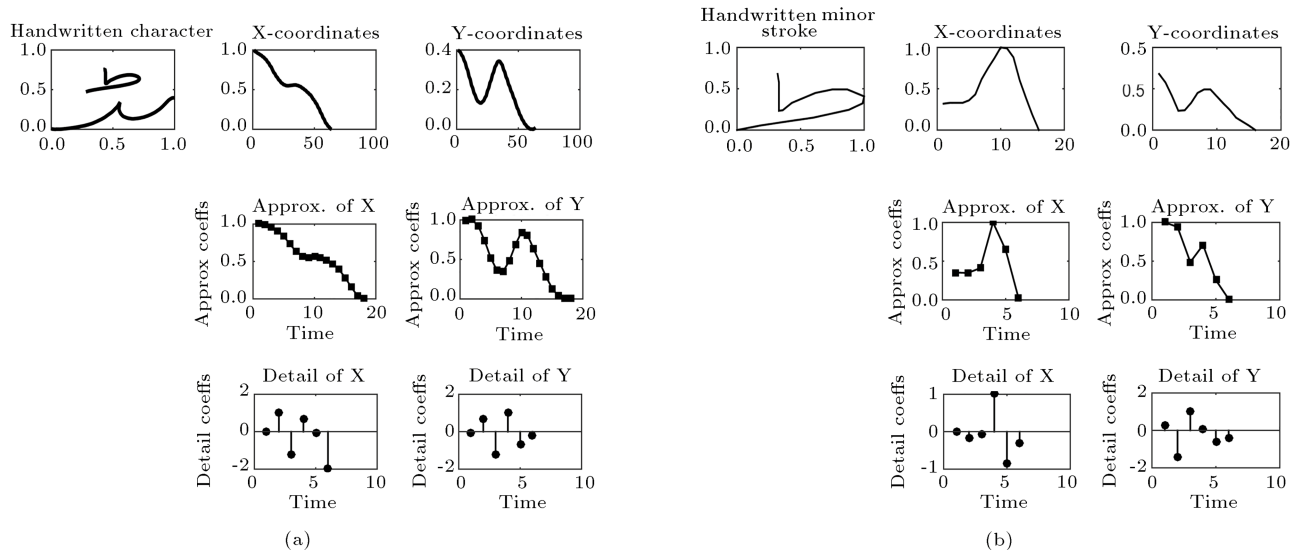 Handwritten character
X-coordinates
Y-coordinates
1.0
0.5
0.0
0.0 0.5 1.0
1.0
0.5
0.0
0 50 100
0.4
0.2
0.0
0 50 100
Approx. of X
Approx coeffs
1.0
0.5
0.0
0 10 20
Time
Approx. of Y
Approx coeffs
1.0
0.5
0.0
0 10 20
Time
Detail of X
Detail coeffs
2
0
-2
0 5 10
Time
Detail of Y
Detail coeffs
2
0
-2
0 5 10
Time
(a)
Handwritten minor
stroke
X-coordinates
Y-coordinates
1.0
0.5
0.0
0.0 0.5 1.0
1.0
0.5
0.0
0 10 20
0.5
0.0
0 10 20
Approx. of X
Approx coeffs
1.0
0.5
0.0
0 5 10
Time
Approx. of Y
Approx coeffs
1.0
0.5
0.0
0 5 10
Time
Detail of X
Detail coeffs
1
0
-1
0 5 10
Time
Detail of Y
Detail coeffs
2
0
2
0 5 10
Time
(b)